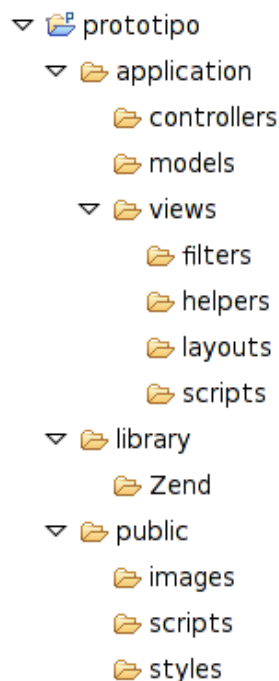 prototipo
application
controllers
models
views
filters
helpers
layouts
scripts
library
Zend
public
images
scripts
styles